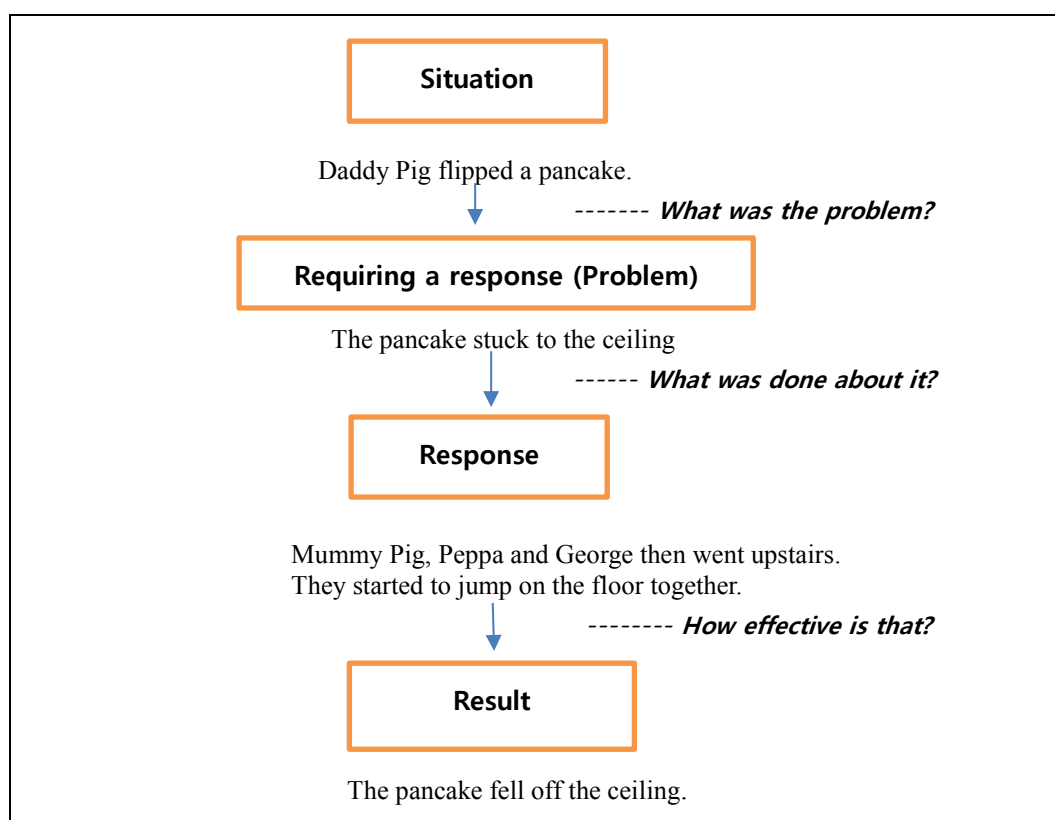 Situation
Daddy Pig flipped a pancake.
------- What was the problem?
Requiring a response (Problem)
The pancake stuck to the ceiling
------ What was done about it?
Response
Mummy Pig, Peppa and George then went upstairs.
They started to jump on the floor together.
-------- How effective is that?
Result
The pancake fell off the ceiling.